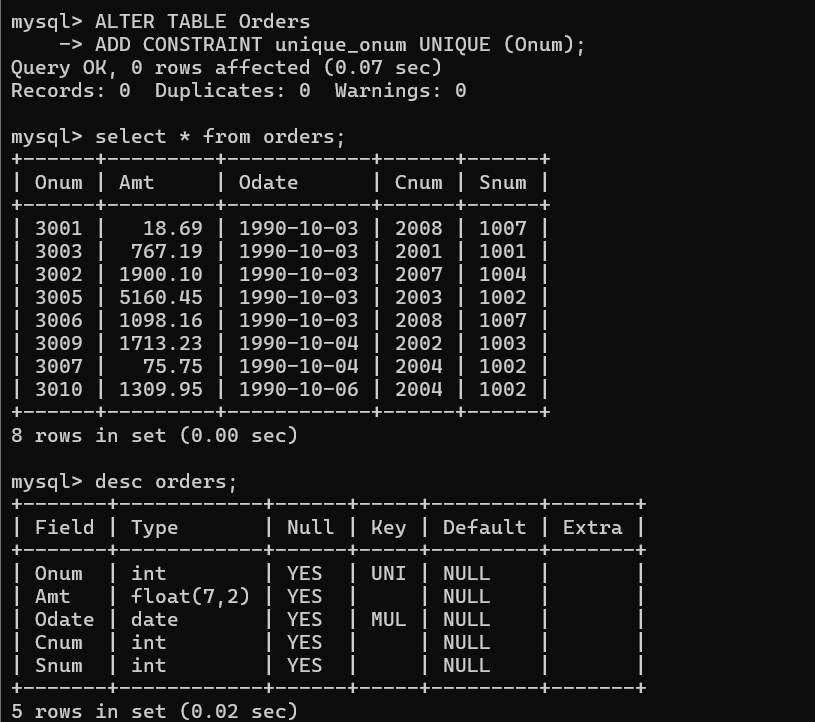 mysql> ALTER TABLE Orders
    -> ADD CONSTRAINT unique_onum UNIQUE (Onum);
Query OK, 0 rows affected (0.07 sec)
Records: 0  Duplicates: 0  Warnings: 0

mysql> select * from orders;
+------+---------+------------+------+------+
| Onum | Amt     | Odate      | Cnum | Snum |
+------+---------+------------+------+------+
| 3001 |   18.69 | 1990-10-03 | 2008 | 1007 |
| 3003 |  767.19 | 1990-10-03 | 2001 | 1001 |
| 3002 | 1900.10 | 1990-10-03 | 2007 | 1004 |
| 3005 | 5160.45 | 1990-10-03 | 2003 | 1002 |
| 3006 | 1098.16 | 1990-10-03 | 2008 | 1007 |
| 3009 | 1713.23 | 1990-10-04 | 2002 | 1003 |
| 3007 |   75.75 | 1990-10-04 | 2004 | 1002 |
| 3010 | 1309.95 | 1990-10-06 | 2004 | 1002 |
+------+---------+------------+------+------+
8 rows in set (0.00 sec)

mysql> desc orders;
+-------+------------+------+-----+---------+-------+
| Field | Type       | Null | Key | Default | Extra |
+-------+------------+------+-----+---------+-------+
| Onum  | int        | YES  | UNI | NULL    |       |
| Amt   | float(7,2) | YES  |     | NULL    |       |
| Odate | date       | YES  | MUL | NULL    |       |
| Cnum  | int        | YES  |     | NULL    |       |
| Snum  | int        | YES  |     | NULL    |       |
+-------+------------+------+-----+---------+-------+
5 rows in set (0.02 sec)